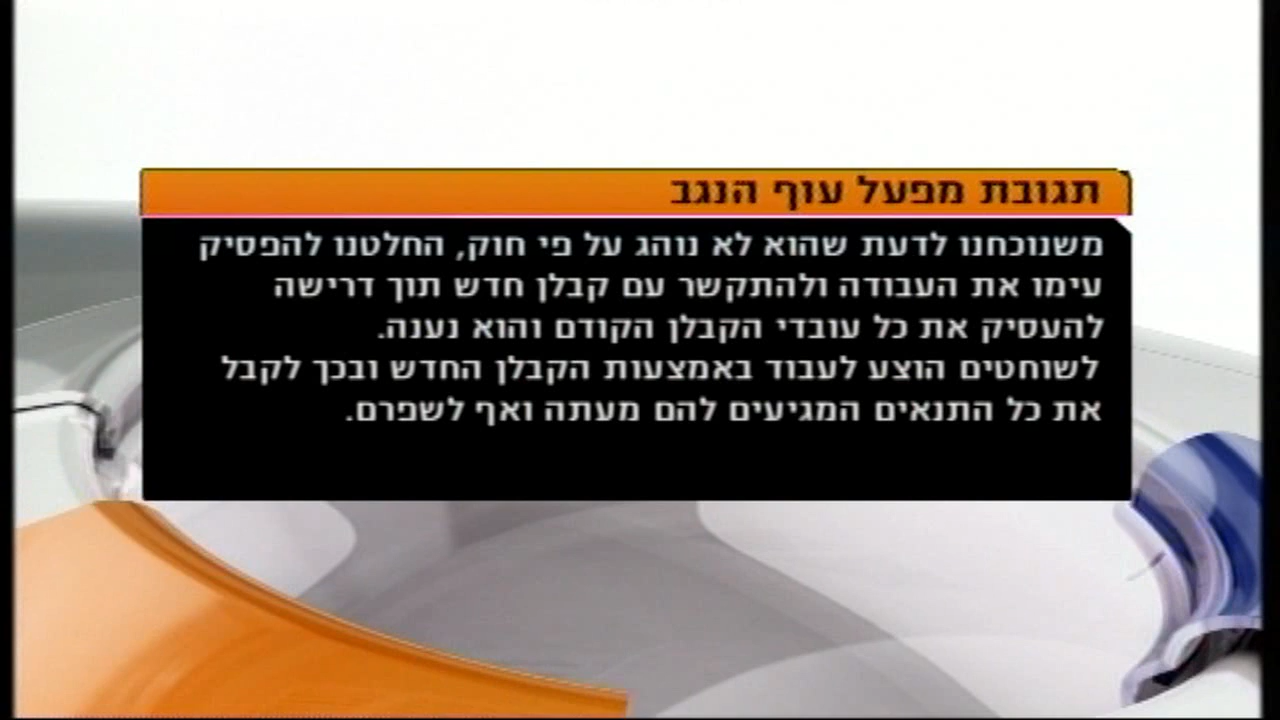 תגובת מפעל עוף הנגב
משנוכחנו לדעת שהוא לא נוהג על פי חוק, החלטנו להפסיק
עימו את העבודה ולהתקשר עם קבלן חדש תוך דרישה
להעסיק את כל עובדי הקבלן הקודם והוא נענה.
לשוחטים הוצע לעבוד באמצעות הקבלן החדש ובכך לקבל
את כל התנאים המגיעים להם מעתה ואף לשפרם.